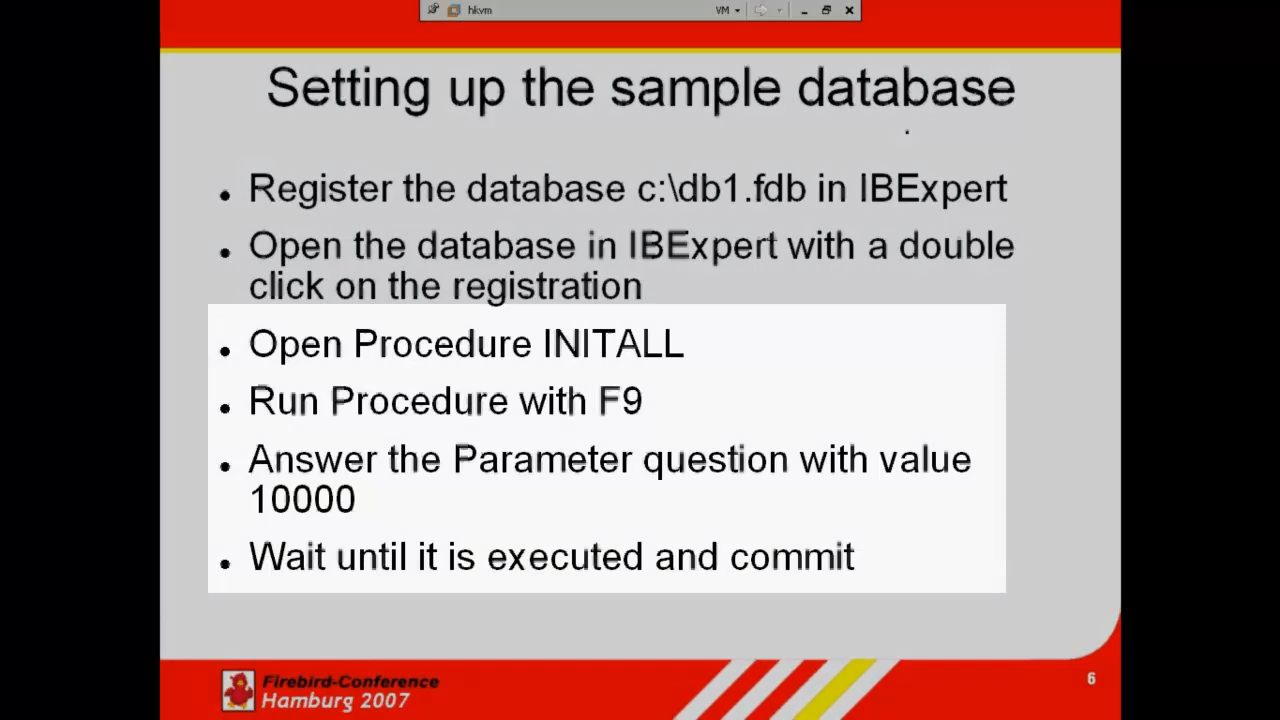 hkvm
VM
Setting up the sample database
• Register the database c:\db1.fdb in IBExpert
• Open the database in IBExpert with a double
click on the registration
• Open Procedure INITALL
• Run Procedure with F9
• Answer the Parameter question with value
10000
• Wait until it is executed and commit
Firebird-Conference
Hamburg 2007
6